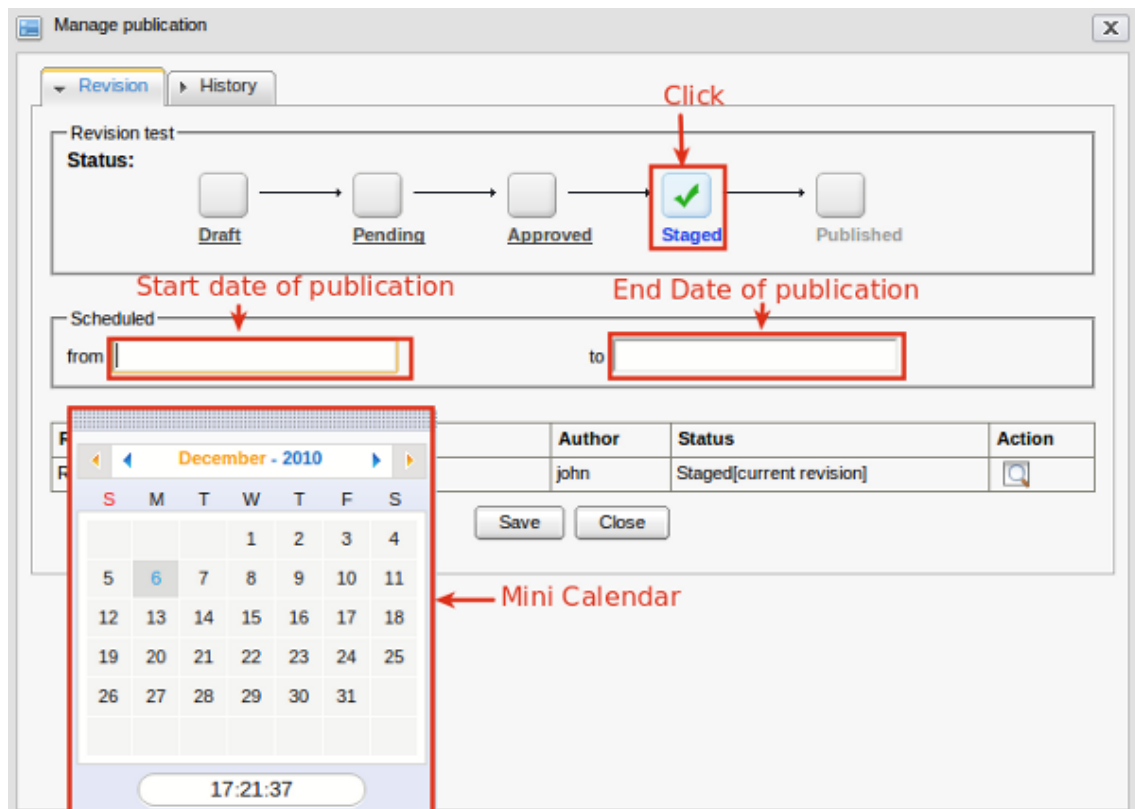 Manage publication
Revision History
Click
Revision test
Status:
Draft Pending Approved Staged Published
Start date of publication End Date of publication
Scheduled
from to
Author Status Action
john Staged[current revision]
December - 2010
S M T W T F S
1 2 3 4
5 6 7 8 9 10 11
12 13 14 15 16 17 18
19 20 21 22 23 24 25
26 27 28 29 30 31
17:21:37
Save Close
Mini Calendar